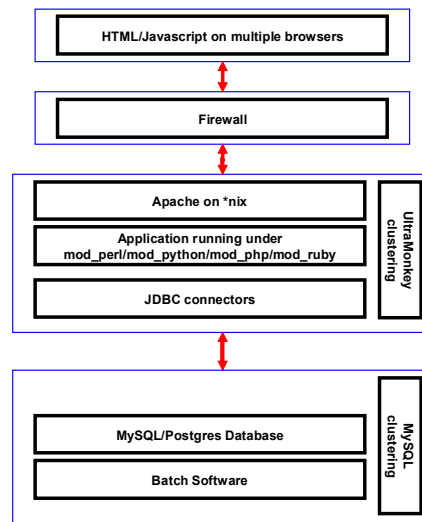 HTML/Javascript on multiple browsers
Firewall
Apache on *nix
Application running under
mod_perl/mod_python/mod_php/mod_ruby
JDBC connectors
UltraMonkey
clustering
MySQL/Postgres Database
Batch Software
MySQL
clustering